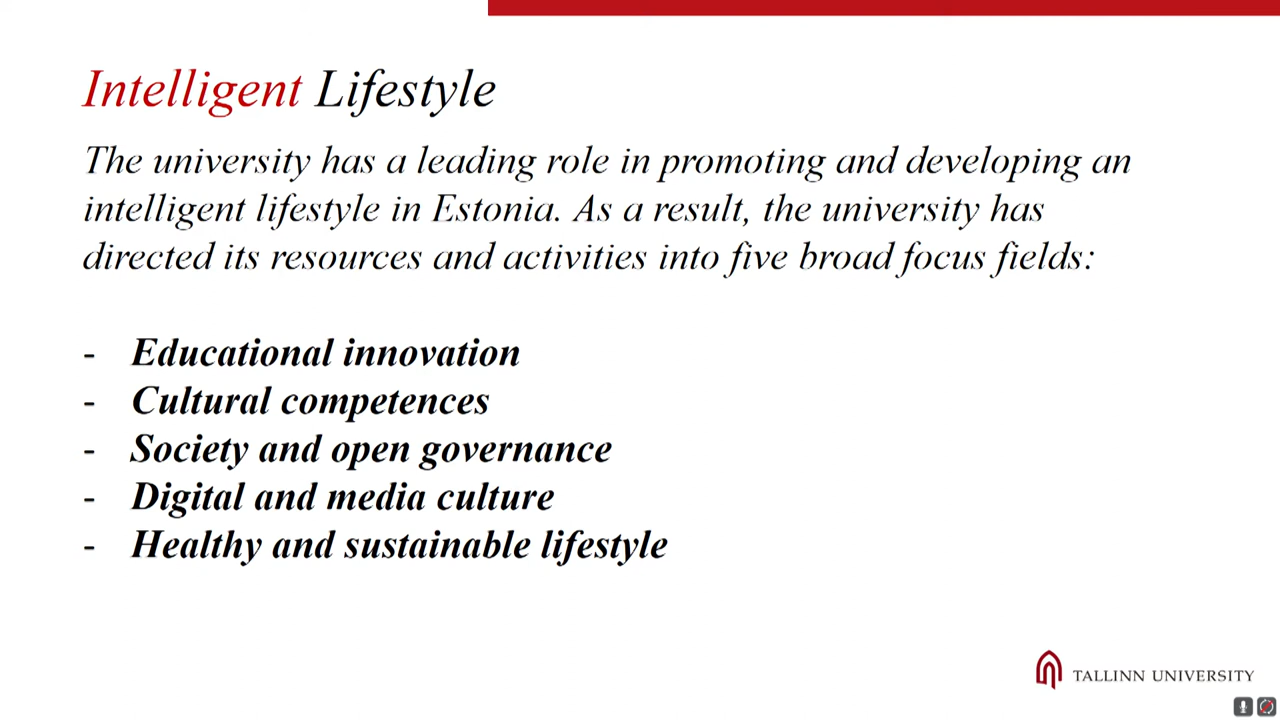 Intelligent Lifestyle
The university has a leading role in promoting and developing an
intelligent lifestyle in Estonia. As a result, the university has
directed its resources and activities into five broad focus fields:
- Educational innovation
- Cultural competences
- Society and open governance
- Digital and media culture
- Healthy and sustainable lifestyle
TALLINN UNIVERSITY